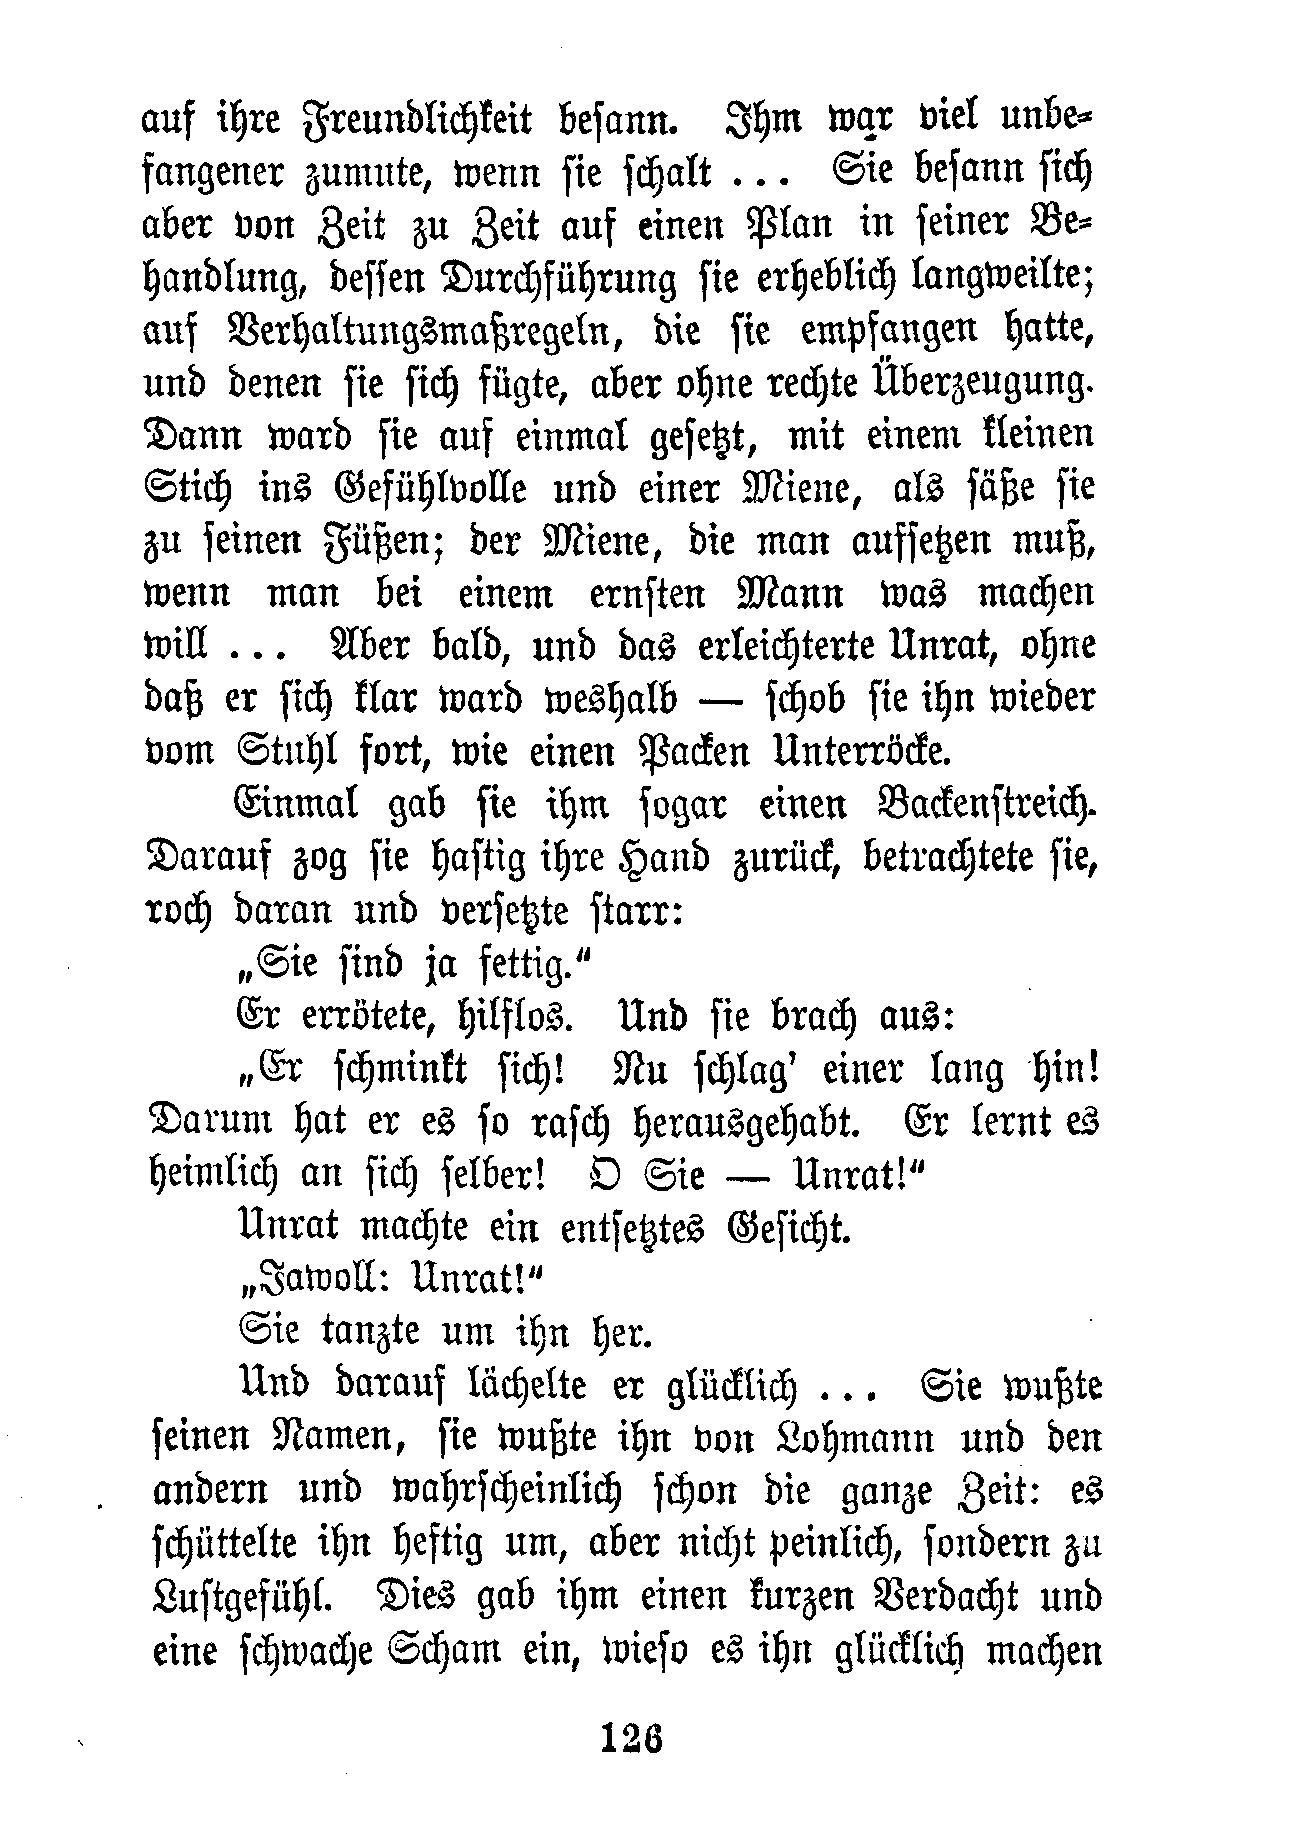 auf ihre Freundlichkeit besann. Ihm war viel unbe-
fangener zumute, wenn sie schalt ... Sie besann sich
aber von Zeit zu Zeit auf einen Plan in seiner Be-
handlung, dessen Durchführung sie erheblich langweilte;
auf Verhaltungsmaßregeln, die sie empfangen hatte,
und denen sie sich fügte, aber ohne rechte Überzeugung.
Dann ward sie auf einmal gesetzt, mit einem kleinen
Stich ins Gefühlvolle und einer Miene, als säße sie
zu seinen Füßen; der Miene, die man aufsetzen muß,
wenn man bei einem ernsten Mann was machen
will ... Aber bald, und das erleichterte Unrat, ohne
daß er sich klar ward weshalb — schob sie ihn wieder
vom Stuhl fort, wie einen Packen Unterröcke.
Einmal gab sie ihm sogar einen Backenstreich.
Darauf zog sie hastig ihre Hand zurück, betrachtete sie,
roch daran und versetzte starr:
„Sie sind ja fettig.“
Er errötete, hilflos. Und sie brach aus:
„Er schminkt sich! Nu schlag' einer lang hin!
Darum hat er es so rasch herausgehabt. Er lernt es
heimlich an sich selber! O Sie — Unrat!“
Unrat machte ein entsetztes Gesicht.
„Jawoll: Unrat!“
Sie tanzte um ihn her.
Und darauf lächelte er glücklich ... Sie wußte
seinen Namen, sie wußte ihn von Lohmann und den
andern und wahrscheinlich schon die ganze Zeit: es
schüttelte ihn heftig um, aber nicht peinlich, sondern zu
Lustgefühl. Dies gab ihm einen kurzen Verdacht und
eine schwache Scham ein, wieso es ihn glücklich machen
126